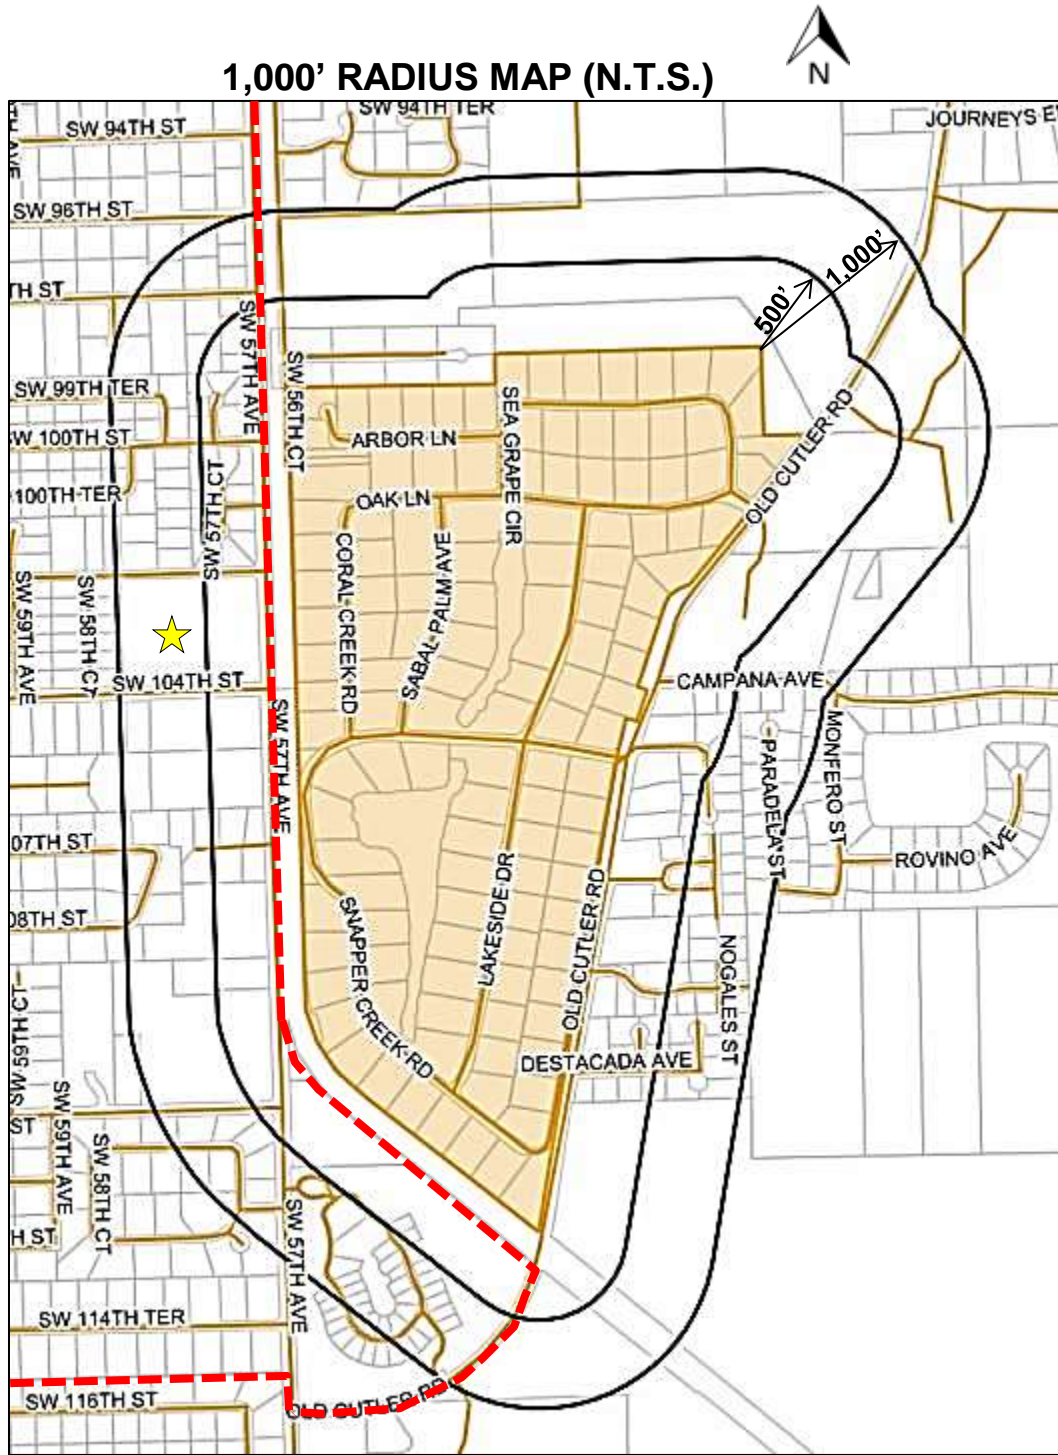 N
1,000’ RADIUS MAP (N.T.S.)
SW 94TH TER
SW 94TH ST
JOURNEYS E
TH AVE
SW 96TH ST
1,000’
500’
TH ST
SW 57TH AVE
SW 56TH CT
SW 99TH TER
SEA GRAPE CIR
OLD CUTLER RD
SW 100TH ST
ARBOR LN
100TH TER
OAK LN
SW 57TH CT
CORAL CREEK RD
SABAL PALM AVE
SW 59TH AVE
SW 58TH CT
SW 104TH ST
CAMPANA AVE
SW 57TH AVE
PARADELA ST
MONFERO ST
07TH ST
ROVINO AVE
LAKESIDE DR
OLD CUTLER RD
08TH ST
SNAPPER CREEK RD
NOGALES ST
SW 59TH CT
DESTACADA AVE
SW 59TH AVE
ST
SW 58TH CT
H ST
SW 57TH AVE
SW 114TH TER
SW 116TH ST
OLD CUTLER RD